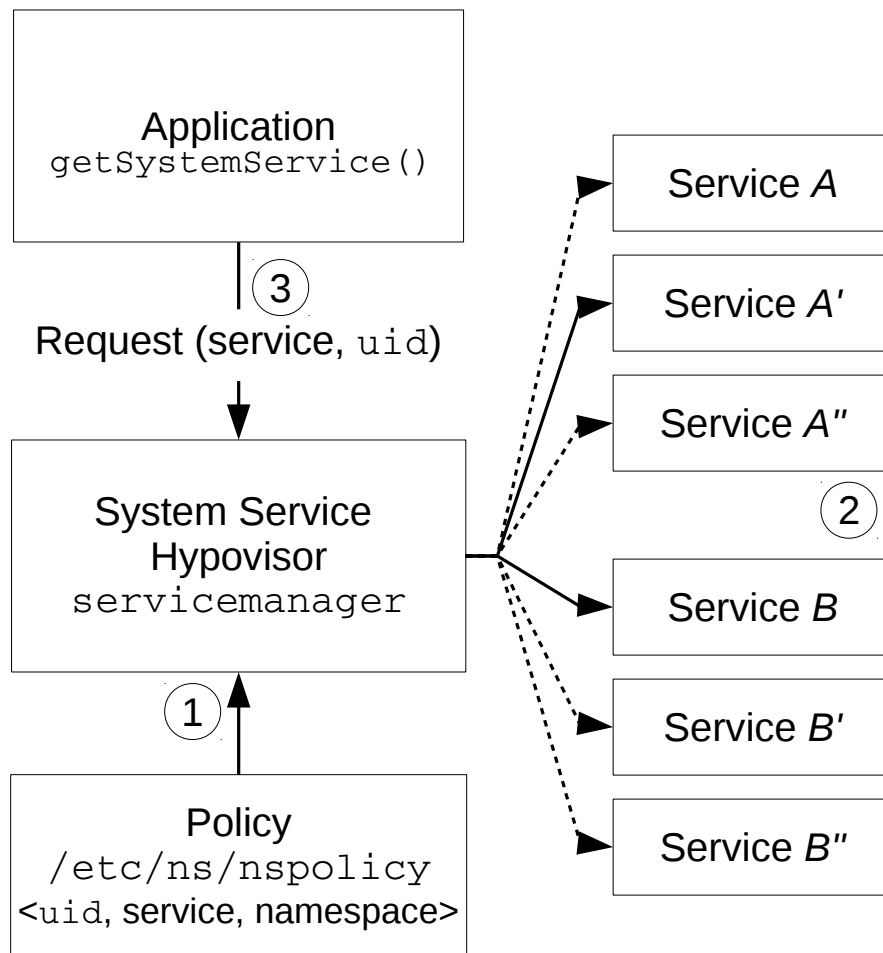 Application
getSystemService()
3
Request (service, uid)
System Service
Hypovisor
servicemanager
1
Policy
/etc/ns/nspolicy
<uid, service, namespace>
Service A
Service A'
Service A"
2
Service B
Service B'
Service B"